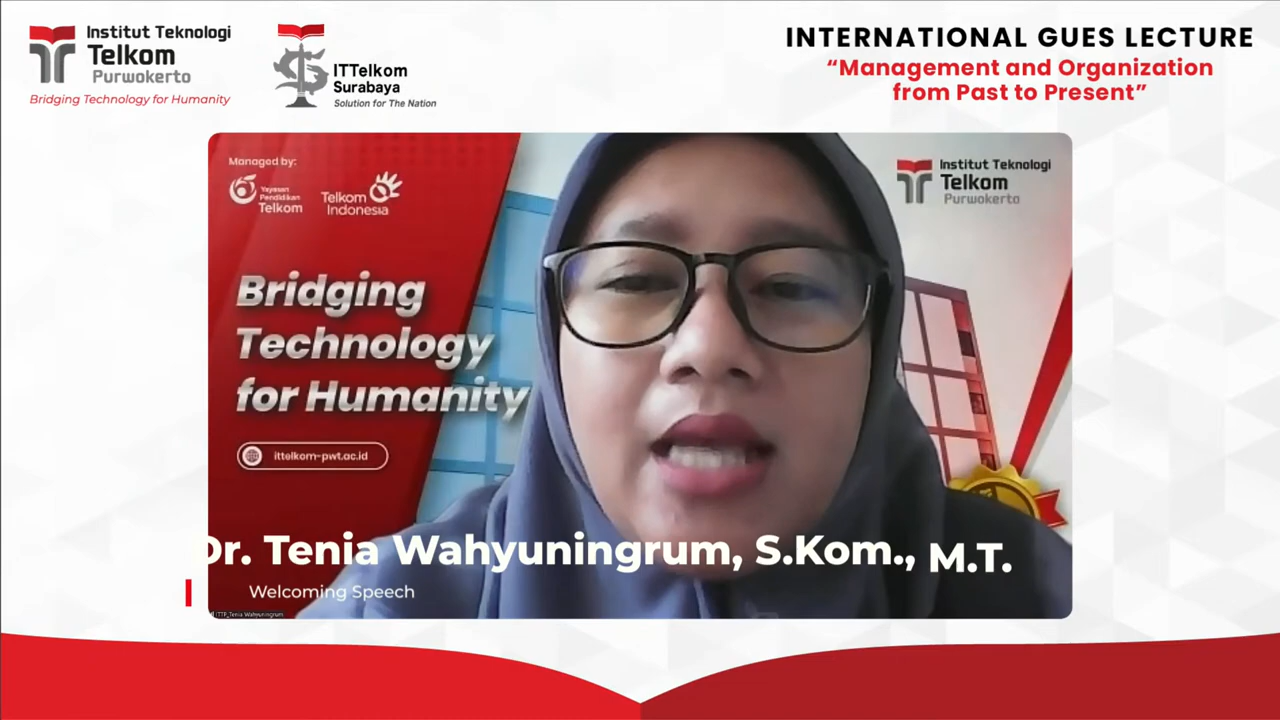 Institut Teknologi
Telkom
Purwokerto
Bridging Technology for Humanity
ITTelkom
Surabaya
Solution for The Nation
INTERNATIONAL GUES LECTURE
“Management and Organization
from Past to Present”
Managed by:
Yayasan
Pendidikan
Telkom
Telkom
Indonesia
Institut Teknologi
Telkom
Purwokerto
Bridging
Technology
for Humanity
ittelkom-pwt.ac.id
Dr. Tenia Wahyuningrum, S.Kom., M.T.
Welcoming Speech
ITTP_Tenia Wahyuningrum